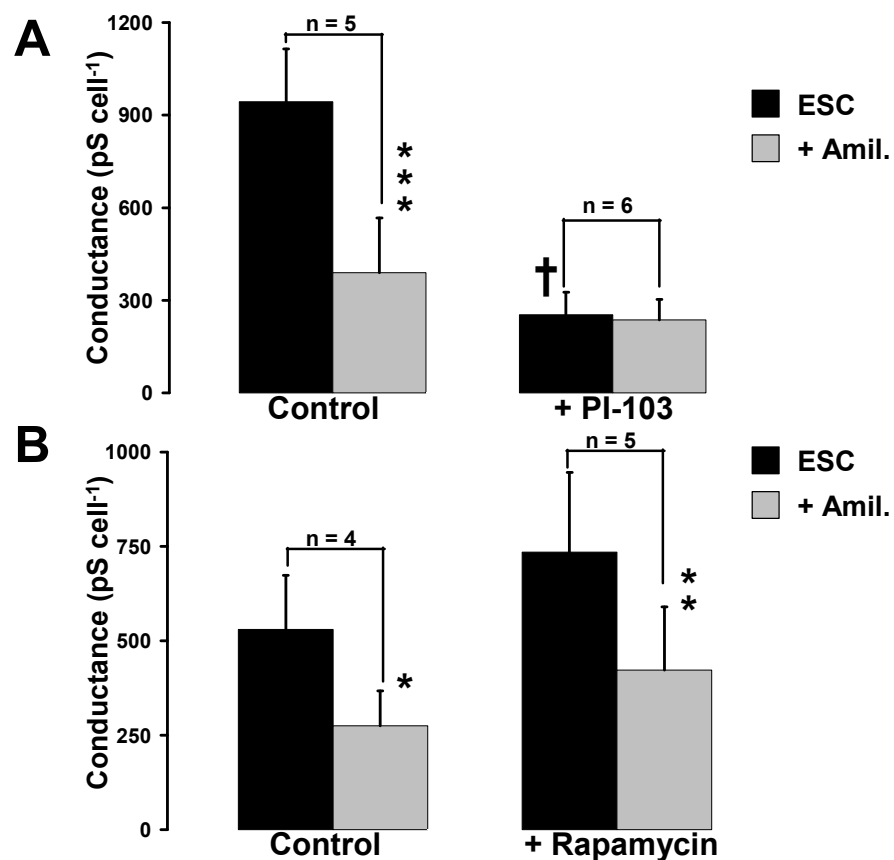 A
1200
900
600
300
0
Conductance (pS cell-1)
n = 5
***
n = 6
†
ESC
+ Amil.
Control
+ PI-103
B
1000
750
500
250
0
Conductance (pS cell-1)
n = 4
*
n = 5
**
ESC
+ Amil.
Control
+ Rapamycin